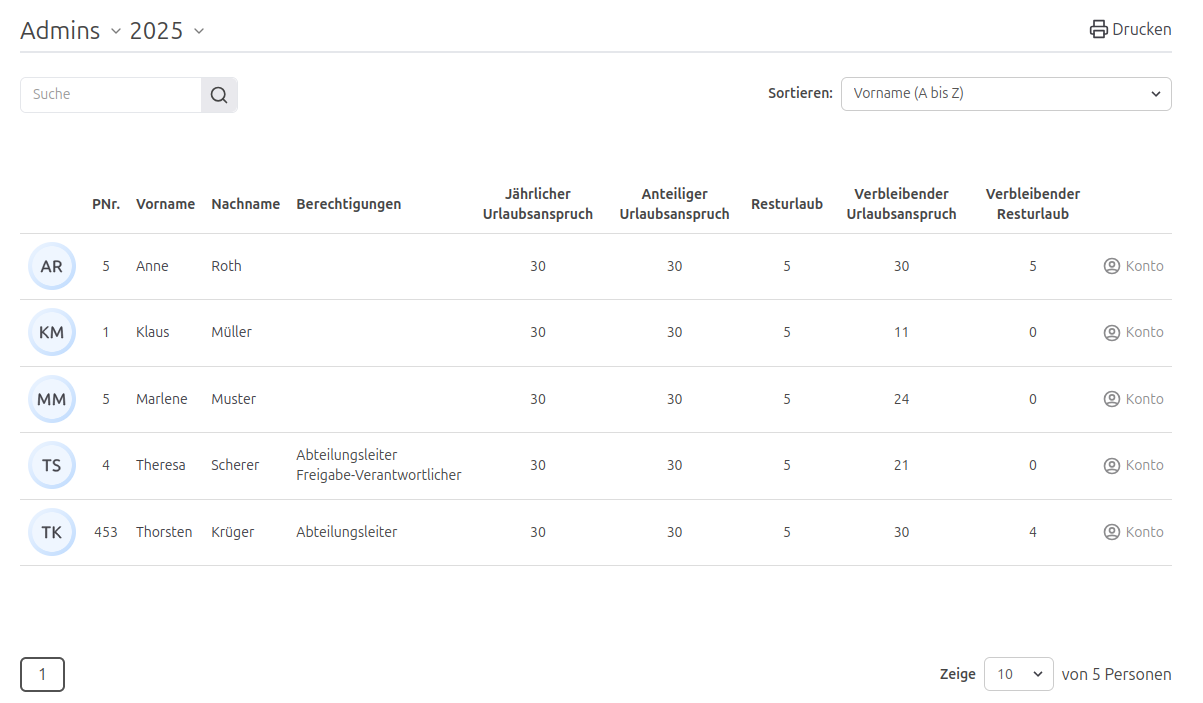 Admins 2025 Drucken
Suche Sortieren: Vorname (A bis Z)
PNr. Vorname Nachname Berechtigungen Jährlicher Urlaubsanspruch Anteiliger Urlaubsanspruch Resturlaub Verbleibender Urlaubsanspruch Verbleibender Resturlaub
AR 5 Anne Roth 30 30 5 30 5 Konto
KM 1 Klaus Müller 30 30 5 11 0 Konto
MM 5 Marlene Muster 30 30 5 24 0 Konto
TS 4 Theresa Scherer Abteilungsleiter Freigabe-Verantwortlicher 30 30 5 21 0 Konto
TK 453 Thorsten Krüger Abteilungsleiter 30 30 5 30 4 Konto
1 Zeige 10 von 5 Personen